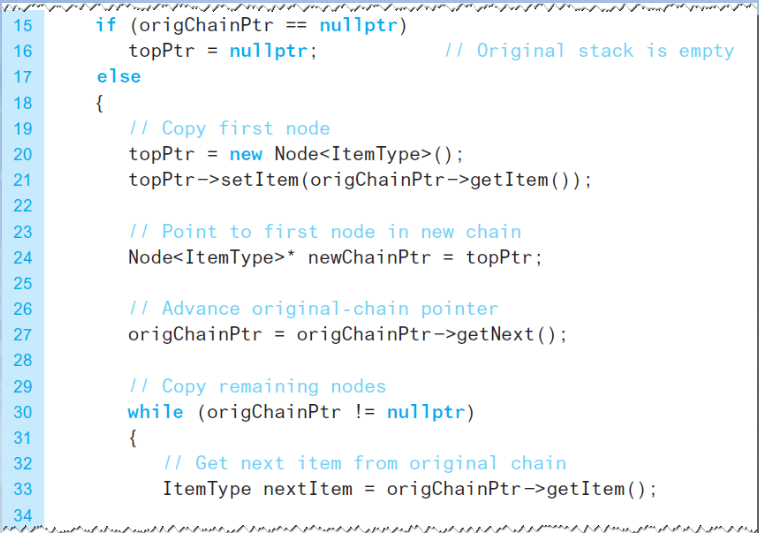 15 if (origChainPtr == nullptr)
16 topPtr = nullptr; // Original stack is empty
17 else
18 {
19 // Copy first node
20 topPtr = new Node<ItemType>();
21 topPtr->setItem(origChainPtr->getItem());
22
23 // Point to first node in new chain
24 Node<ItemType>* newChainPtr = topPtr;
25
26 // Advance original-chain pointer
27 origChainPtr = origChainPtr->getNext();
28
29 // Copy remaining nodes
30 while (origChainPtr != nullptr)
31 {
32 // Get next item from original chain
33 ItemType nextItem = origChainPtr->getItem();
34